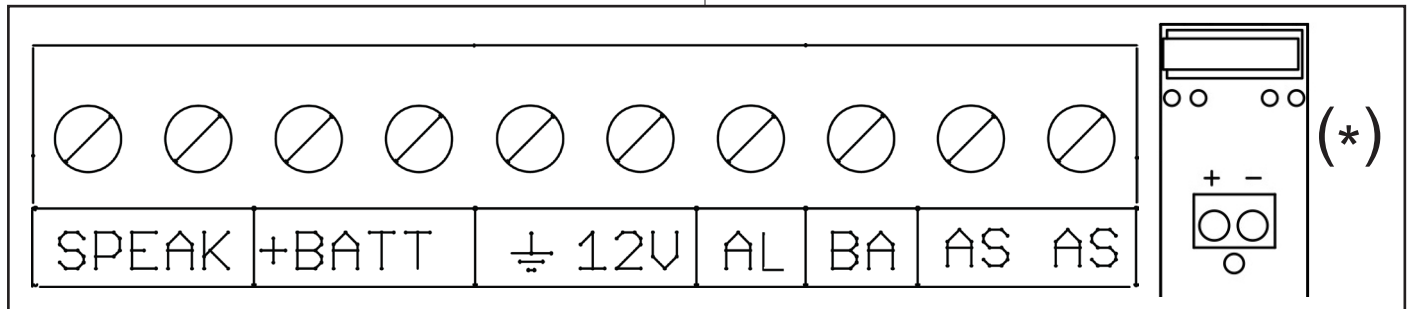 (*)
+ −
SPEAK +BATT ⏚ 12V AL BA AS AS